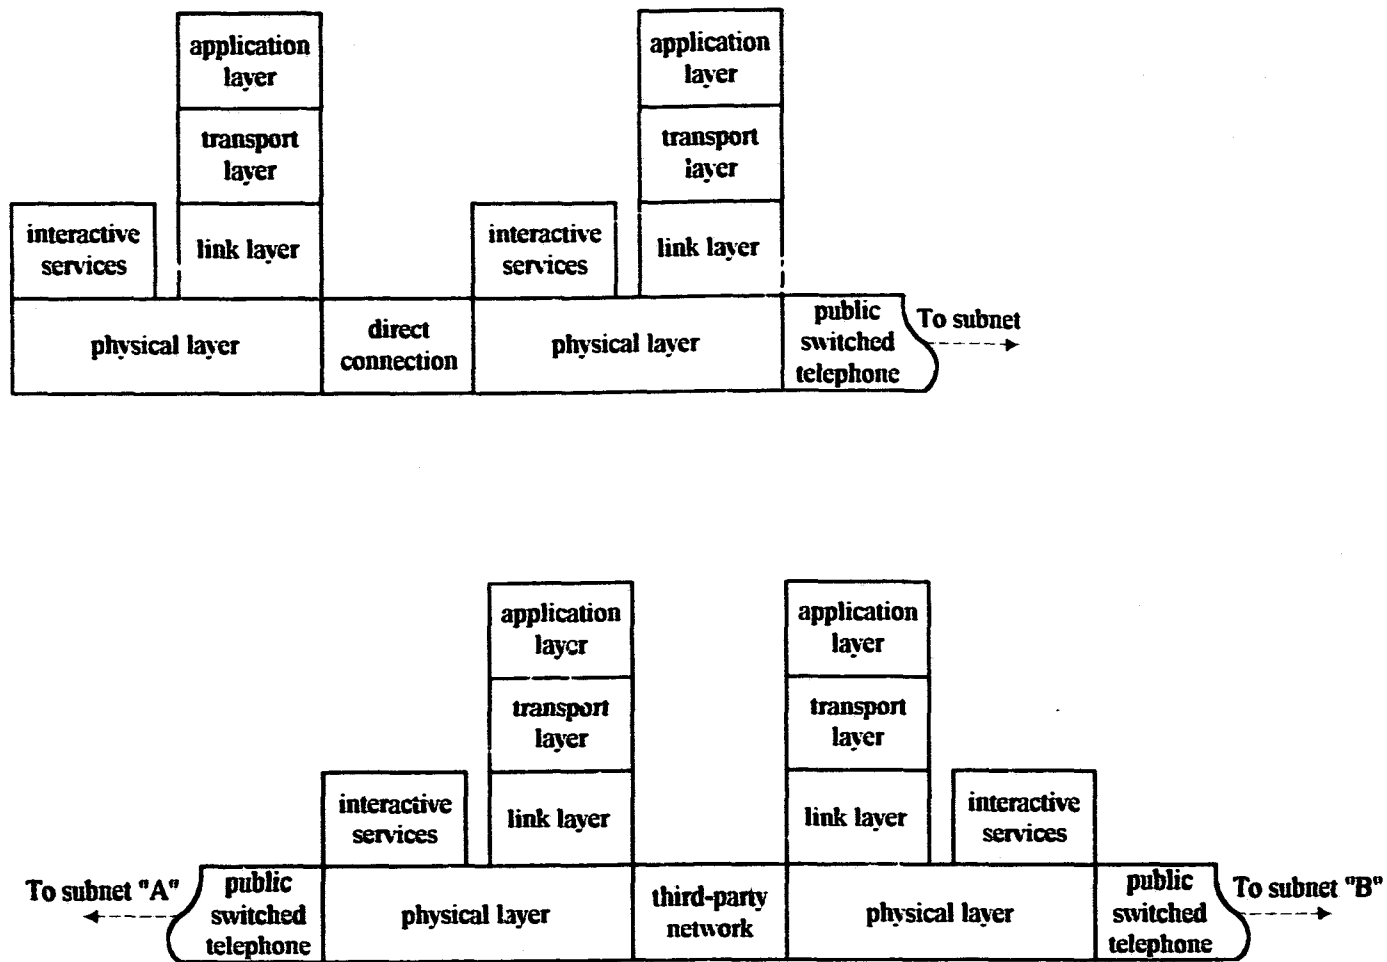 application
layer
application
layer
transport
layer
transport
layer
interactive
services
link layer
interactive
services
link layer
physical layer
direct
connection
physical layer
public
switched
telephone
To subnet
application
layer
application
layer
transport
layer
transport
layer
interactive
services
link layer
link layer
interactive
services
To subnet "A"
public
switched
telephone
physical layer
third-party
network
physical layer
public
switched
telephone
To subnet "B"